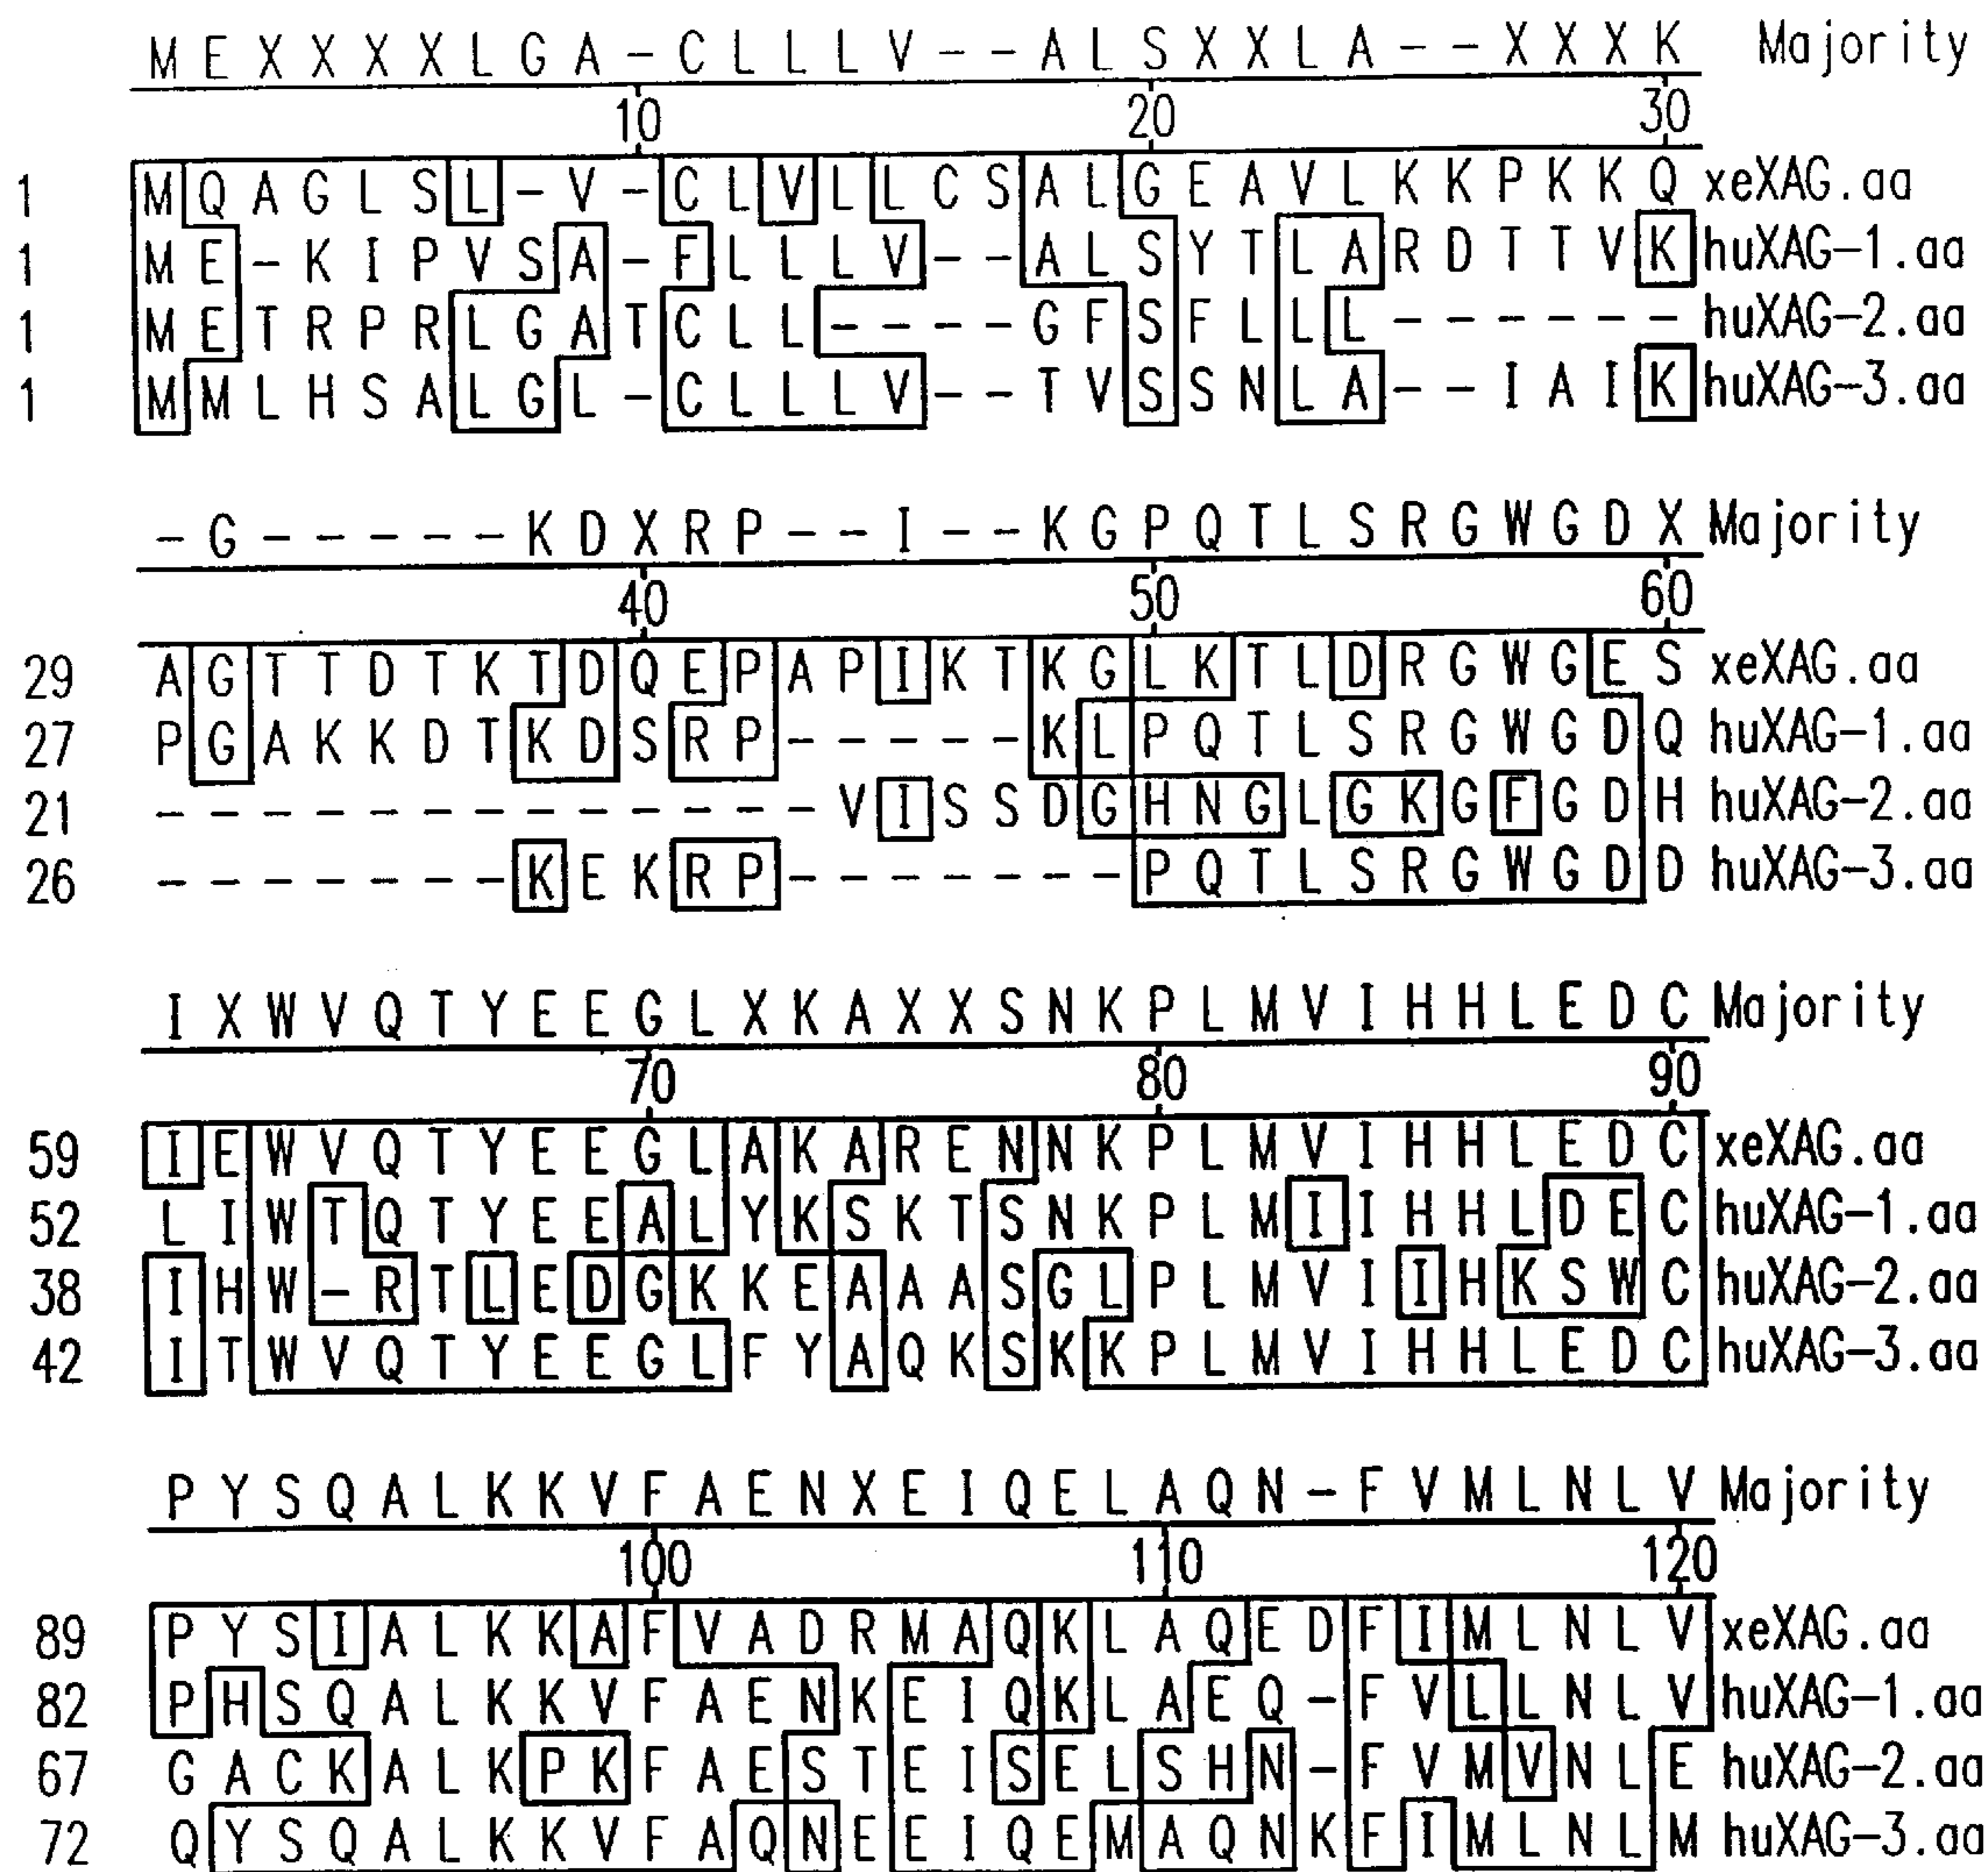 M E X X X X L G A - C L L L V - - A L S X X L A - - X X X K Majority
10 20 30
1 M Q A G L S L - V - C L V L L C S A L G E A V L K K P K K Q xeXAG.aa
1 M E - K I P V S A - F L L L V - - A L S Y T L A R D T T V K huXAG-1.aa
1 M E T R P R L G A T C L L - - - - G F S F L L L - - - - - - huXAG-2.aa
1 M M L H S A L G L - C L L L V - - T V S S N L A - - I A I K huXAG-3.aa
- G - - - - - K D X R P - - I - - K G P Q T L S R G W G D X Majority
40 50 60
29 A G T T D T K T D Q E P A P I K T K G L K T L D R G W G E S xeXAG.aa
27 P G A K K D T K D S R P - - - - - K L P Q T L S R G W G D Q huXAG-1.aa
21 - - - - - - - - - - - - - V I S S D G H N G L G K G F G D H huXAG-2.aa
26 - - - - - - - K E K R P - - - - - - - P Q T L S R G W G D D huXAG-3.aa
I X W V Q T Y E E G L X K A X X S N K P L M V I H H L E D C Majority
70 80 90
59 I E W V Q T Y E E G L A K A R E N N K P L M V I H H L E D C xeXAG.aa
52 L I W T Q T Y E E A L Y K S K T S N K P L M I I H H L D E C huXAG-1.aa
38 I H W - R T L E D G K K E A A A S G L P L M V I I H K S W C huXAG-2.aa
42 I T W V Q T Y E E G L F Y A Q K S K K P L M V I H H L E D C huXAG-3.aa
P Y S Q A L K K V F A E N X E I Q E L A Q N - F V M L N L V Majority
100 110 120
89 P Y S I A L K K A F V A D R M A Q K L A Q E D F I M L N L V xeXAG.aa
82 P H S Q A L K K V F A E N K E I Q K L A E Q - F V L L N L V huXAG-1.aa
67 G A C K A L K P K F A E S T E I S E L S H N - F V M V N L E huXAG-2.aa
72 Q Y S Q A L K K V F A Q N E E I Q E M A Q N K F I M L N L M huXAG-3.aa